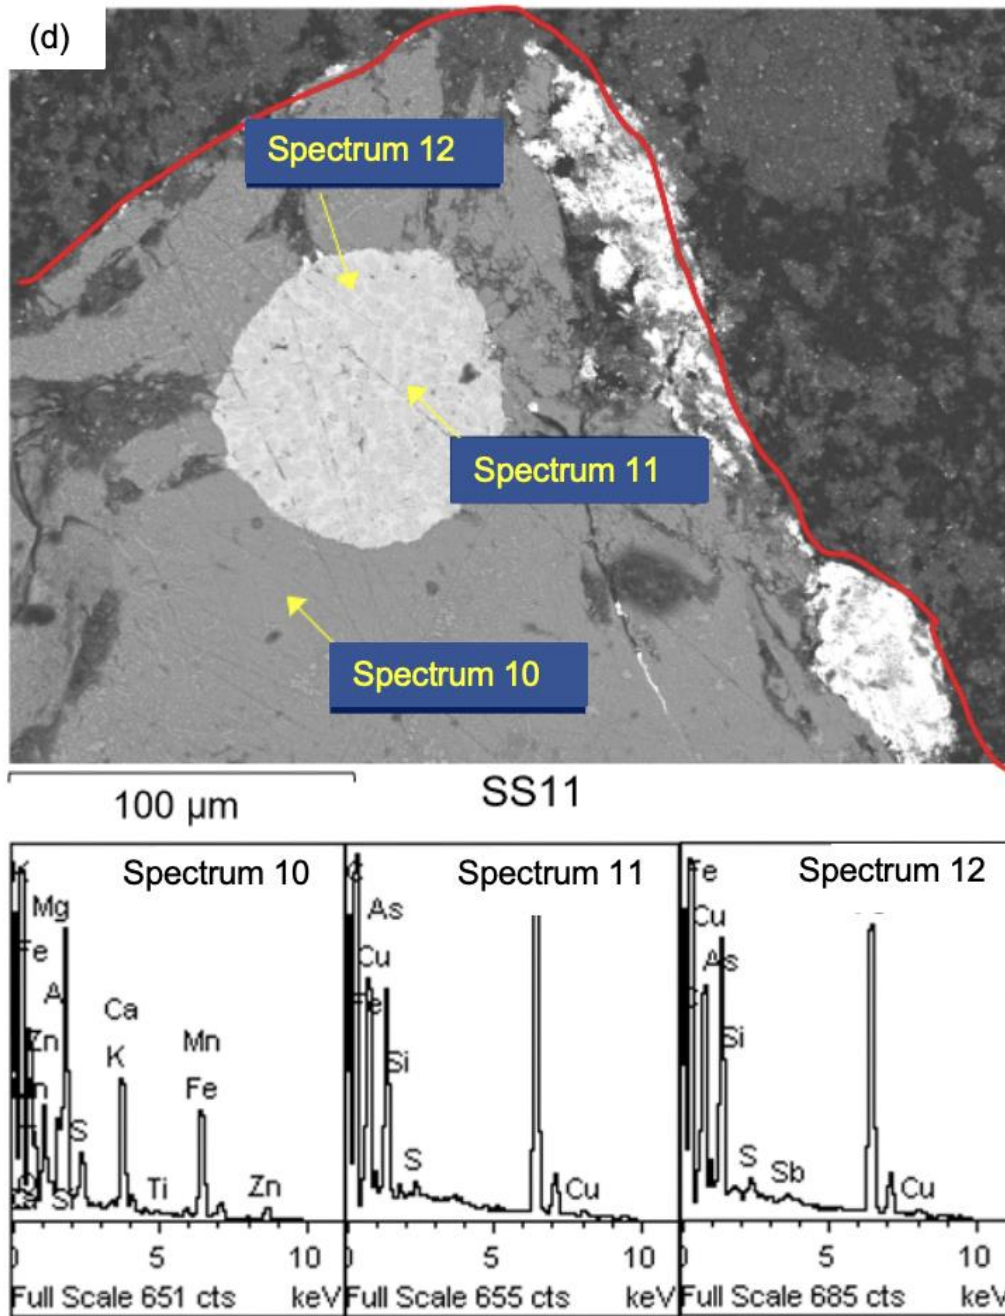 (d)
Spectrum 12
Spectrum 11
Spectrum 10
100 µm
SS11
Spectrum 10
K
Mg
Fe
A
Zn
Ca
K
Mn
Fe
S
Si
Ti
Zn
0 5 10
Full Scale 651 cts keV
Spectrum 11
As
Cu
Fe
Si
S
Cu
0 5 10
Full Scale 655 cts keV
Spectrum 12
Fe
Cu
As
Si
S
Sb
Cu
0 5 10
Full Scale 685 cts keV